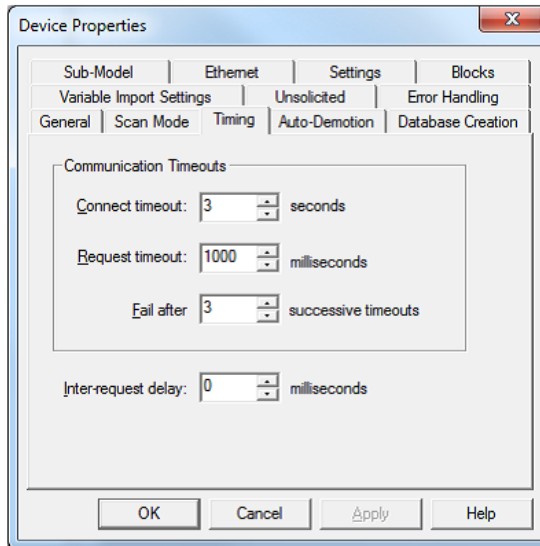 Device Properties
Sub-Model Ethernet Settings Blocks
Variable Import Settings Unsolicited Error Handling
General Scan Mode Timing Auto-Demotion Database Creation
Communication Timeouts
Connect timeout: 3 seconds
Request timeout: 1000 milliseconds
Fail after 3 successive timeouts
Inter-request delay: 0 milliseconds
OK Cancel Apply Help